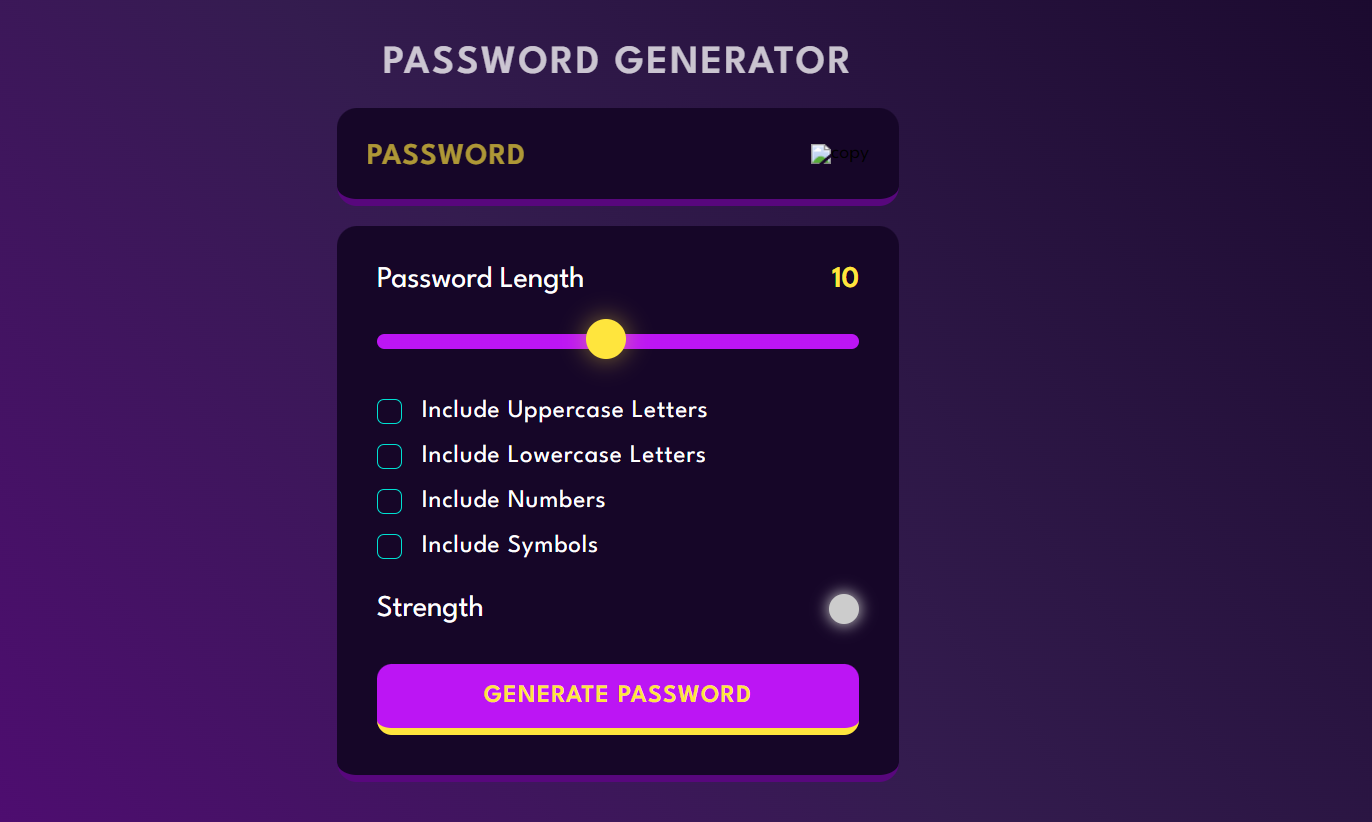 PASSWORD GENERATOR
PASSWORD copy
Password Length 10
Include Uppercase Letters
Include Lowercase Letters
Include Numbers
Include Symbols
Strength
GENERATE PASSWORD